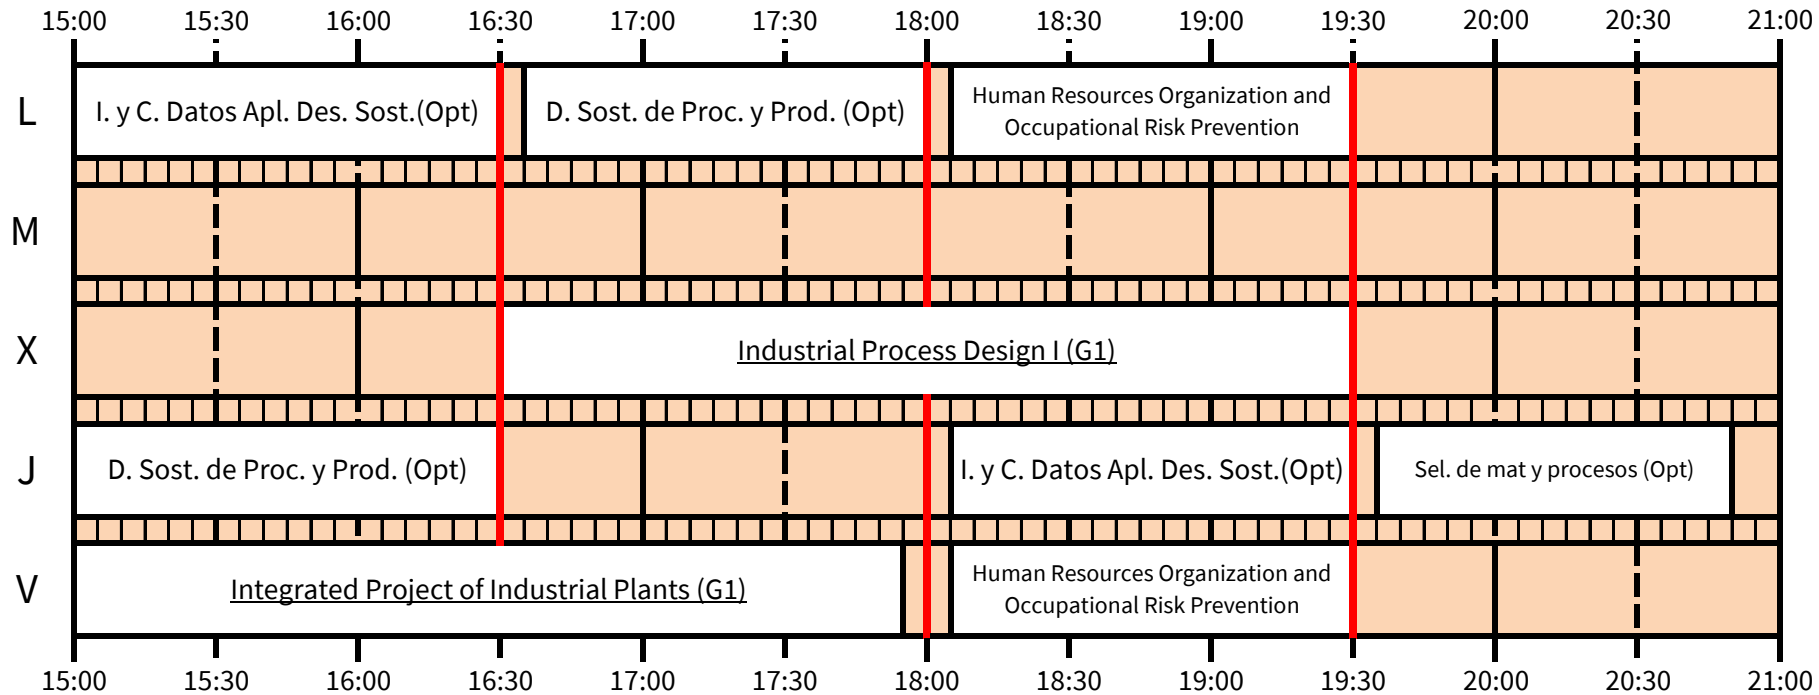 15:00 15:30 16:00 16:30 17:00 17:30 18:00 18:30 19:00 19:30 20:00 20:30 21:00
L
I. y C. Datos Apl. Des. Sost.(Opt)
D. Sost. de Proc. y Prod. (Opt)
Human Resources Organization and
Occupational Risk Prevention
M
X
Industrial Process Design I (G1)
J
D. Sost. de Proc. y Prod. (Opt)
I. y C. Datos Apl. Des. Sost.(Opt)
Sel. de mat y procesos (Opt)
V
Integrated Project of Industrial Plants (G1)
Human Resources Organization and
Occupational Risk Prevention
15:00 15:30 16:00 16:30 17:00 17:30 18:00 18:30 19:00 19:30 20:00 20:30 21:00